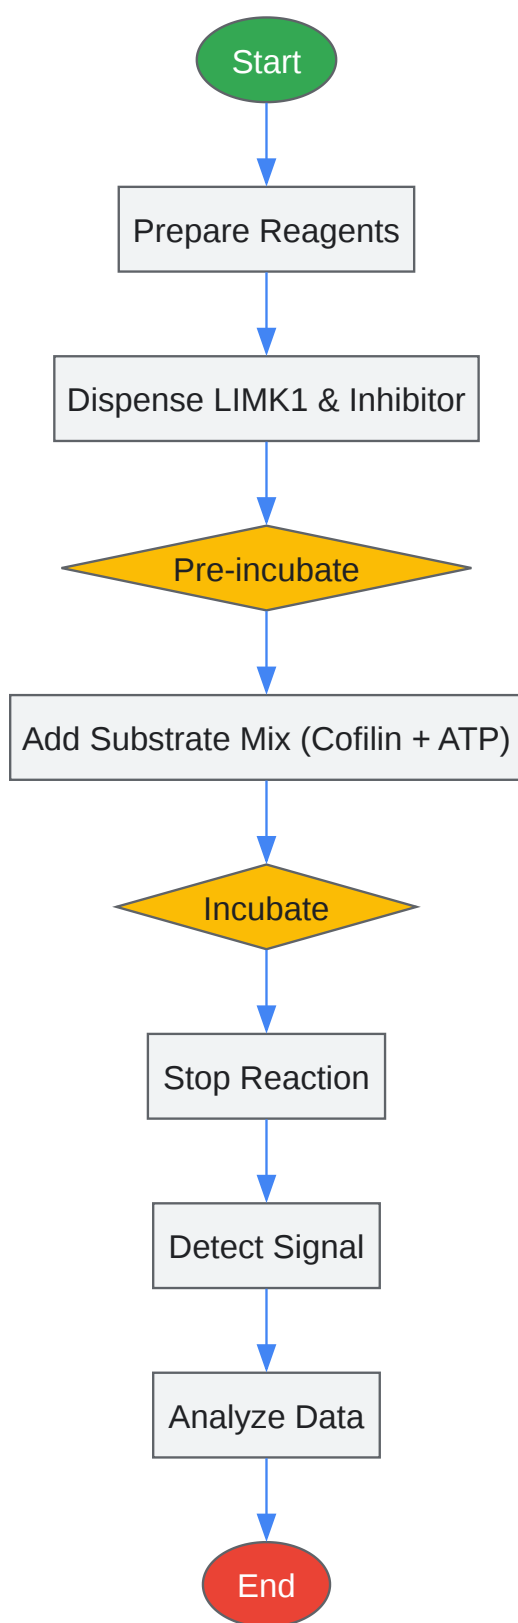 Start
Prepare Reagents
Dispense LIMK1 & Inhibitor
Pre-incubate
Add Substrate Mix (Cofilin + ATP)
Incubate
Stop Reaction
Detect Signal
Analyze Data
End